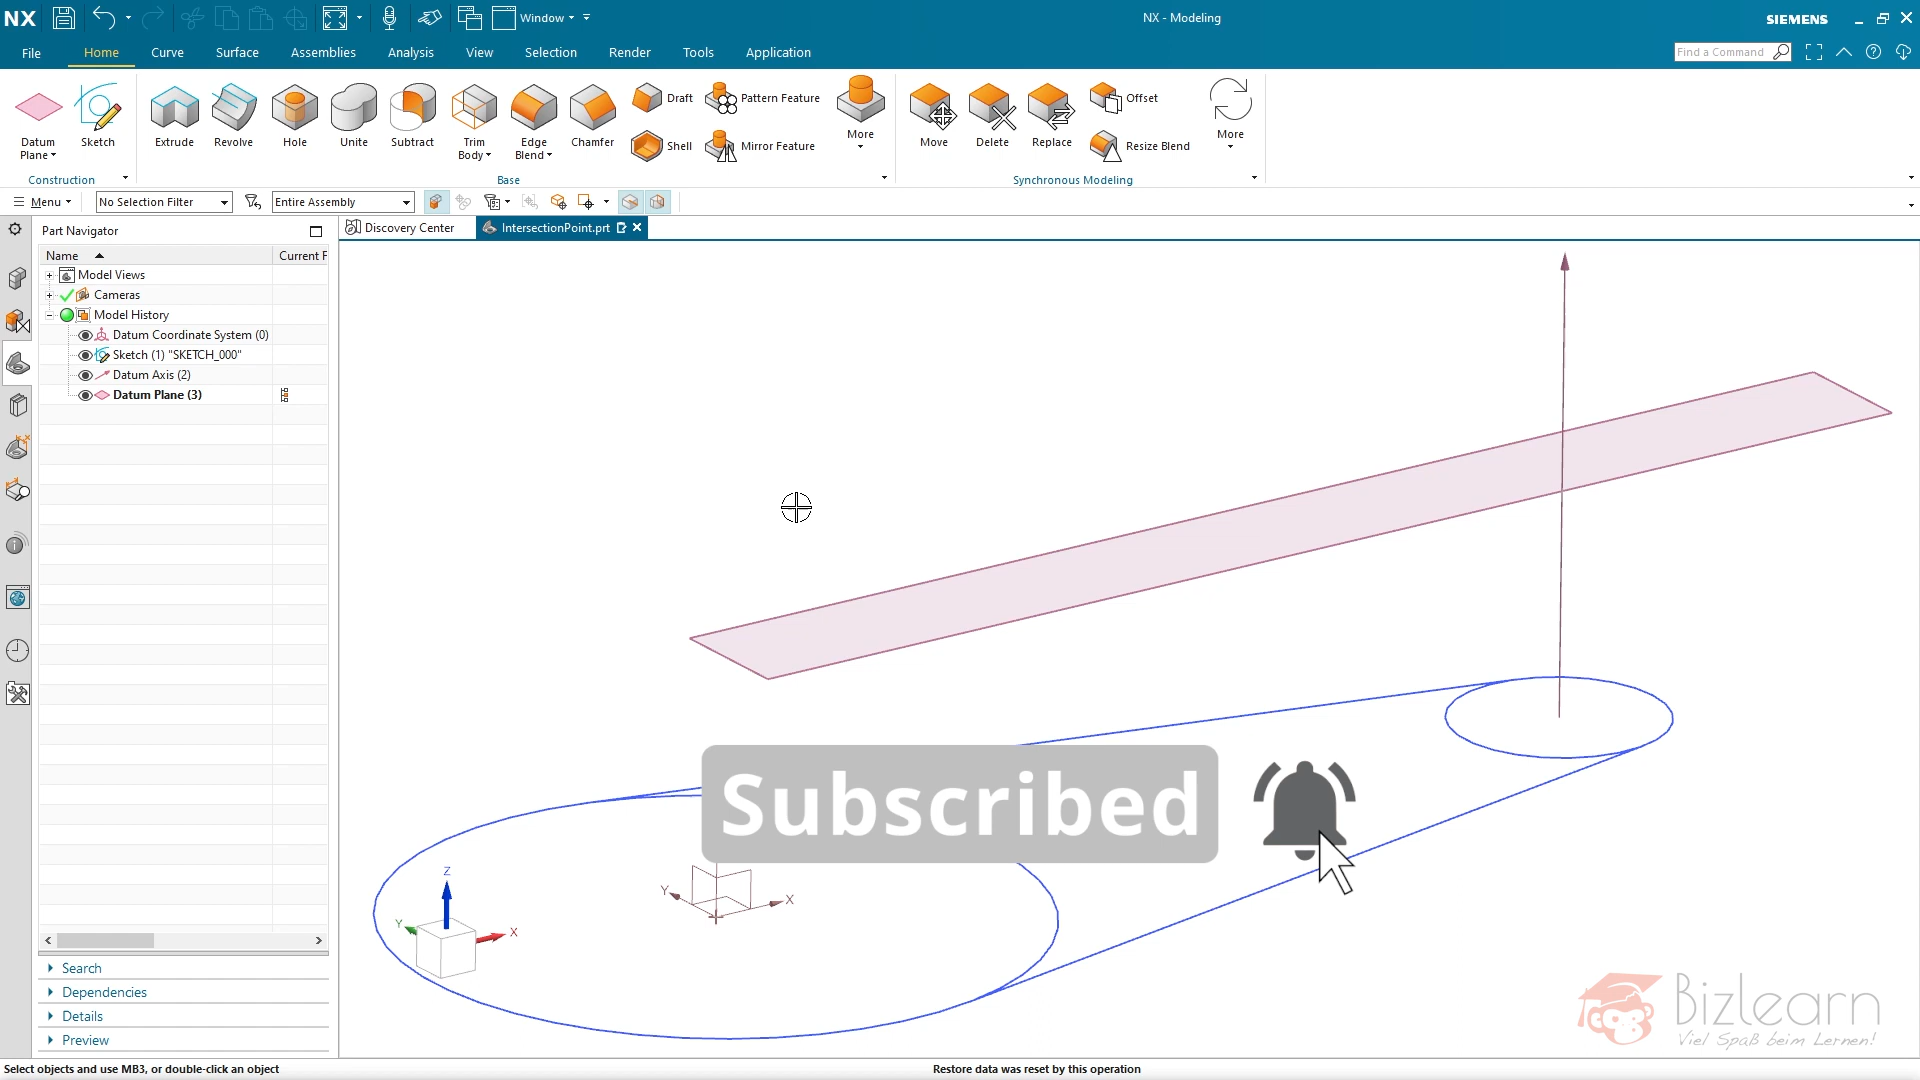 NX
Window
NX - Modeling
SIEMENS
File
Home
Curve
Surface
Assemblies
Analysis
View
Selection
Render
Tools
Application
Find a Command
Datum Plane
Sketch
Extrude
Revolve
Hole
Unite
Subtract
Trim Body
Edge Blend
Chamfer
Draft
Shell
Pattern Feature
Mirror Feature
More
Move
Delete
Replace
Offset
Resize Blend
More
Construction
Base
Synchronous Modeling
Menu
No Selection Filter
Entire Assembly
Part Navigator
Discovery Center
IntersectionPoint.prt
Name
Current F
Model Views
Cameras
Model History
Datum Coordinate System (0)
Sketch (1) "SKETCH_000"
Datum Axis (2)
Datum Plane (3)
Subscribed
Z
Y
X
Y
X
Search
Dependencies
Details
Preview
Bizlearn
Viel Spaß beim Lernen!
Select objects and use MB3, or double-click an object
Restore data was reset by this operation